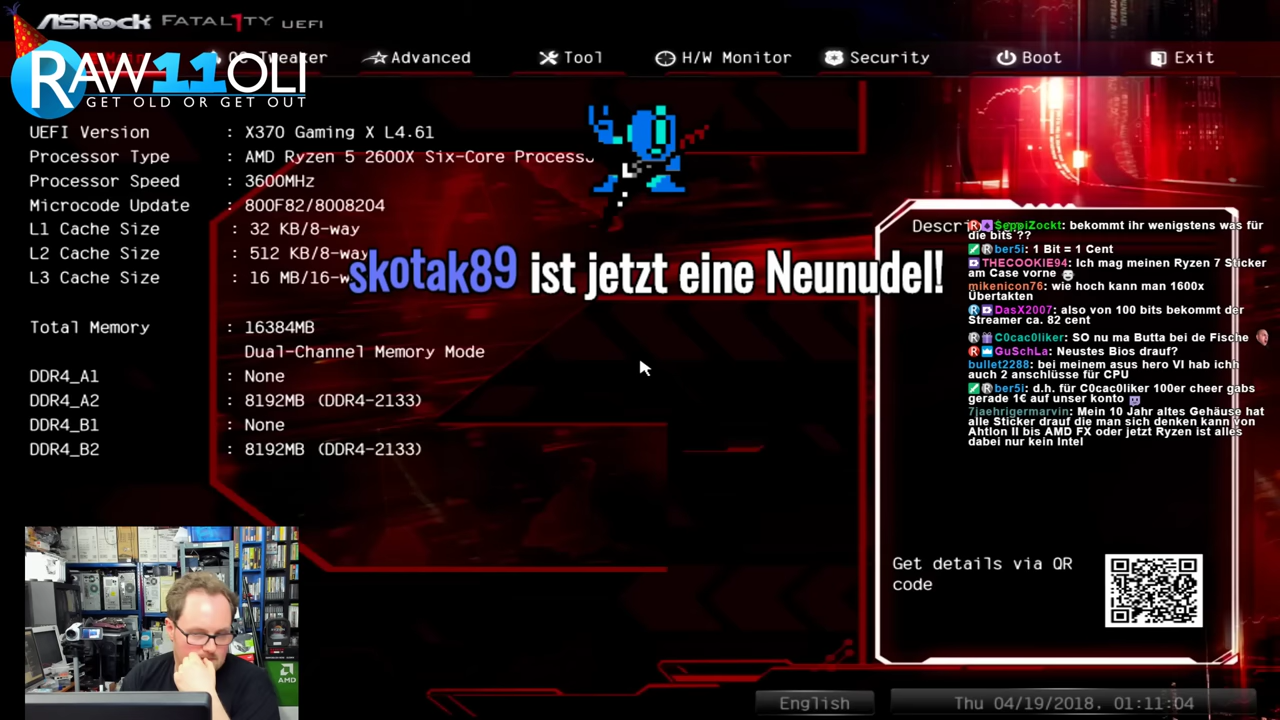 ASRock FATAL1TY UEFI
Tweaker
Advanced
Tool
H/W Monitor
Security
Boot
Exit
RAW11OLI
GET OLD OR GET OUT
UEFI Version : X370 Gaming X L4.61
Processor Type : AMD Ryzen 5 2600X Six-Core Processo
Processor Speed : 3600MHz
Microcode Update : 800F82/8008204
L1 Cache Size : 32 KB/8-way
L2 Cache Size : 512 KB/8-way
L3 Cache Size : 16 MB/16-w
skotak89 ist jetzt eine Neunudel!
Total Memory : 16384MB
Dual-Channel Memory Mode
DDR4_A1 : None
DDR4_A2 : 8192MB (DDR4-2133)
DDR4_B1 : None
DDR4_B2 : 8192MB (DDR4-2133)
Descri
SeppiZockt: bekommt ihr wenigstens was für
die bits ??
ber5i: 1 Bit = 1 Cent
THECOOKIE94: Ich mag meinen Ryzen 7 Sticker
am Case vorne
mikenicon76: wie hoch kann man 1600x
Übertakten
DasX2007: also von 100 bits bekommt der
Streamer ca. 82 cent
C0cac0liker: SO nu ma Butta bei de Fische
GuSchLa: Neustes Bios drauf?
bullet2288: bei meinem asus hero VI hab ichh
auch 2 anschlüsse für CPU
ber5i: d.h. für C0cac0liker 100er cheer gabs
gerade 1€ auf unser konto
7jaehrigermarvin: Mein 10 Jahr altes Gehäuse hat
alle Sticker drauf die man sich denken kann von
Ahtlon II bis AMD FX oder jetzt Ryzen ist alles
dabei nur kein Intel
Get details via QR
code
AMD
English
Thu 04/19/2018. 01:11:04